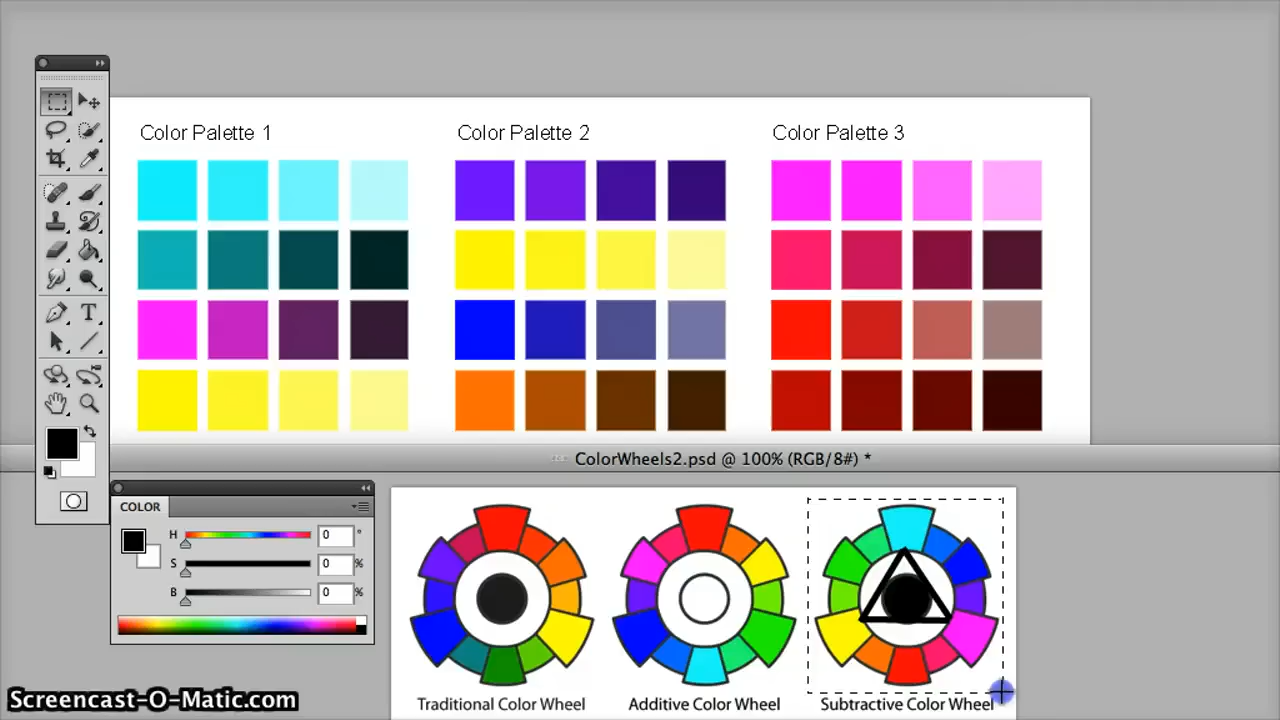 Color Palette 1 Color Palette 2 Color Palette 3
T
ColorWheels2.psd @ 100% (RGB/8#) *
COLOR
H 0 °
S 0 %
B 0 %
Traditional Color Wheel Additive Color Wheel Subtractive Color Wheel
Screencast-O-Matic.com